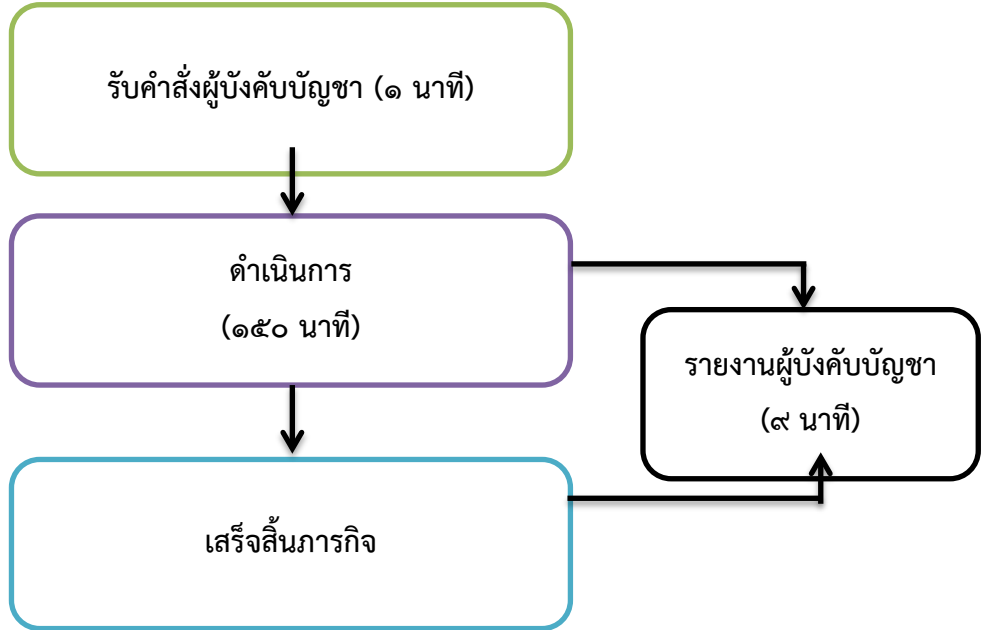 รับคำสั่งผู้บังคับบัญชา (๑ นาที)
ดำเนินการ
(๑๕๐ นาที)
รายงานผู้บังคับบัญชา
(๙ นาที)
เสร็จสิ้นภารกิจ